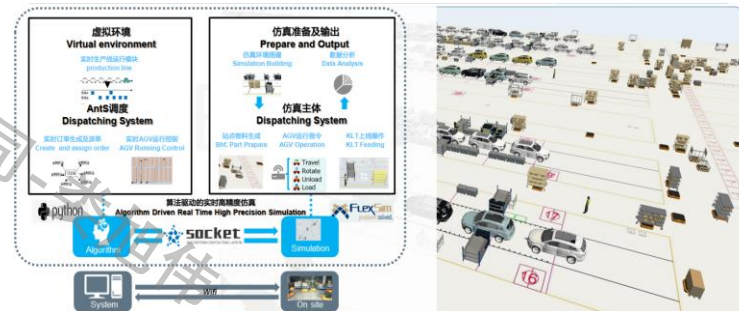 虚拟环境
Virtual environment
实时生产线运行模块
production line
AntS调度
Dispatching System
实时订单生成及派单
Create and assign order
实时AGV运行控制
AGV Running Control
仿真准备及输出
Prepare and Output
仿真环境搭建
Simulation Building
数据分析
Data Analysis
仿真主体
Dispatching System
站点物料生成
Sht. Part Prapare
AGV运行指令
AGV Operation
KLT上线操作
KLT Feeding
Travel
Rotate
Unload
Load
算法驱动的实时高精度仿真
Algorithm Driven Real Time High Precision Simulation
python
FlexSim
problem solved.
Algorithm
socket
Simulation
System
Wifi
On site
17
16